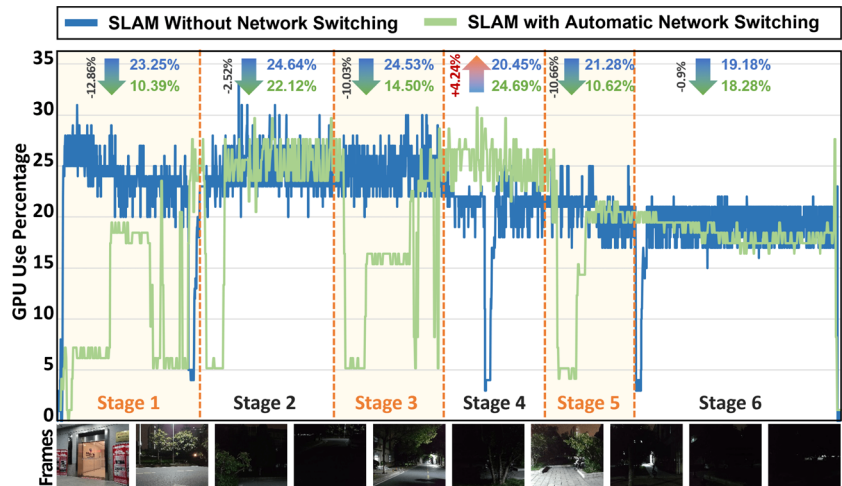 SLAM Without Network Switching
SLAM with Automatic Network Switching
GPU Use Percentage
35
30
25
20
15
10
5
0
-12.86%
23.25%
10.39%
-2.52%
24.64%
22.12%
-10.03%
24.53%
14.50%
+4.24%
20.45%
24.69%
-10.66%
21.28%
10.62%
-0.9%
19.18%
18.28%
Stage 1
Stage 2
Stage 3
Stage 4
Stage 5
Stage 6
Frames